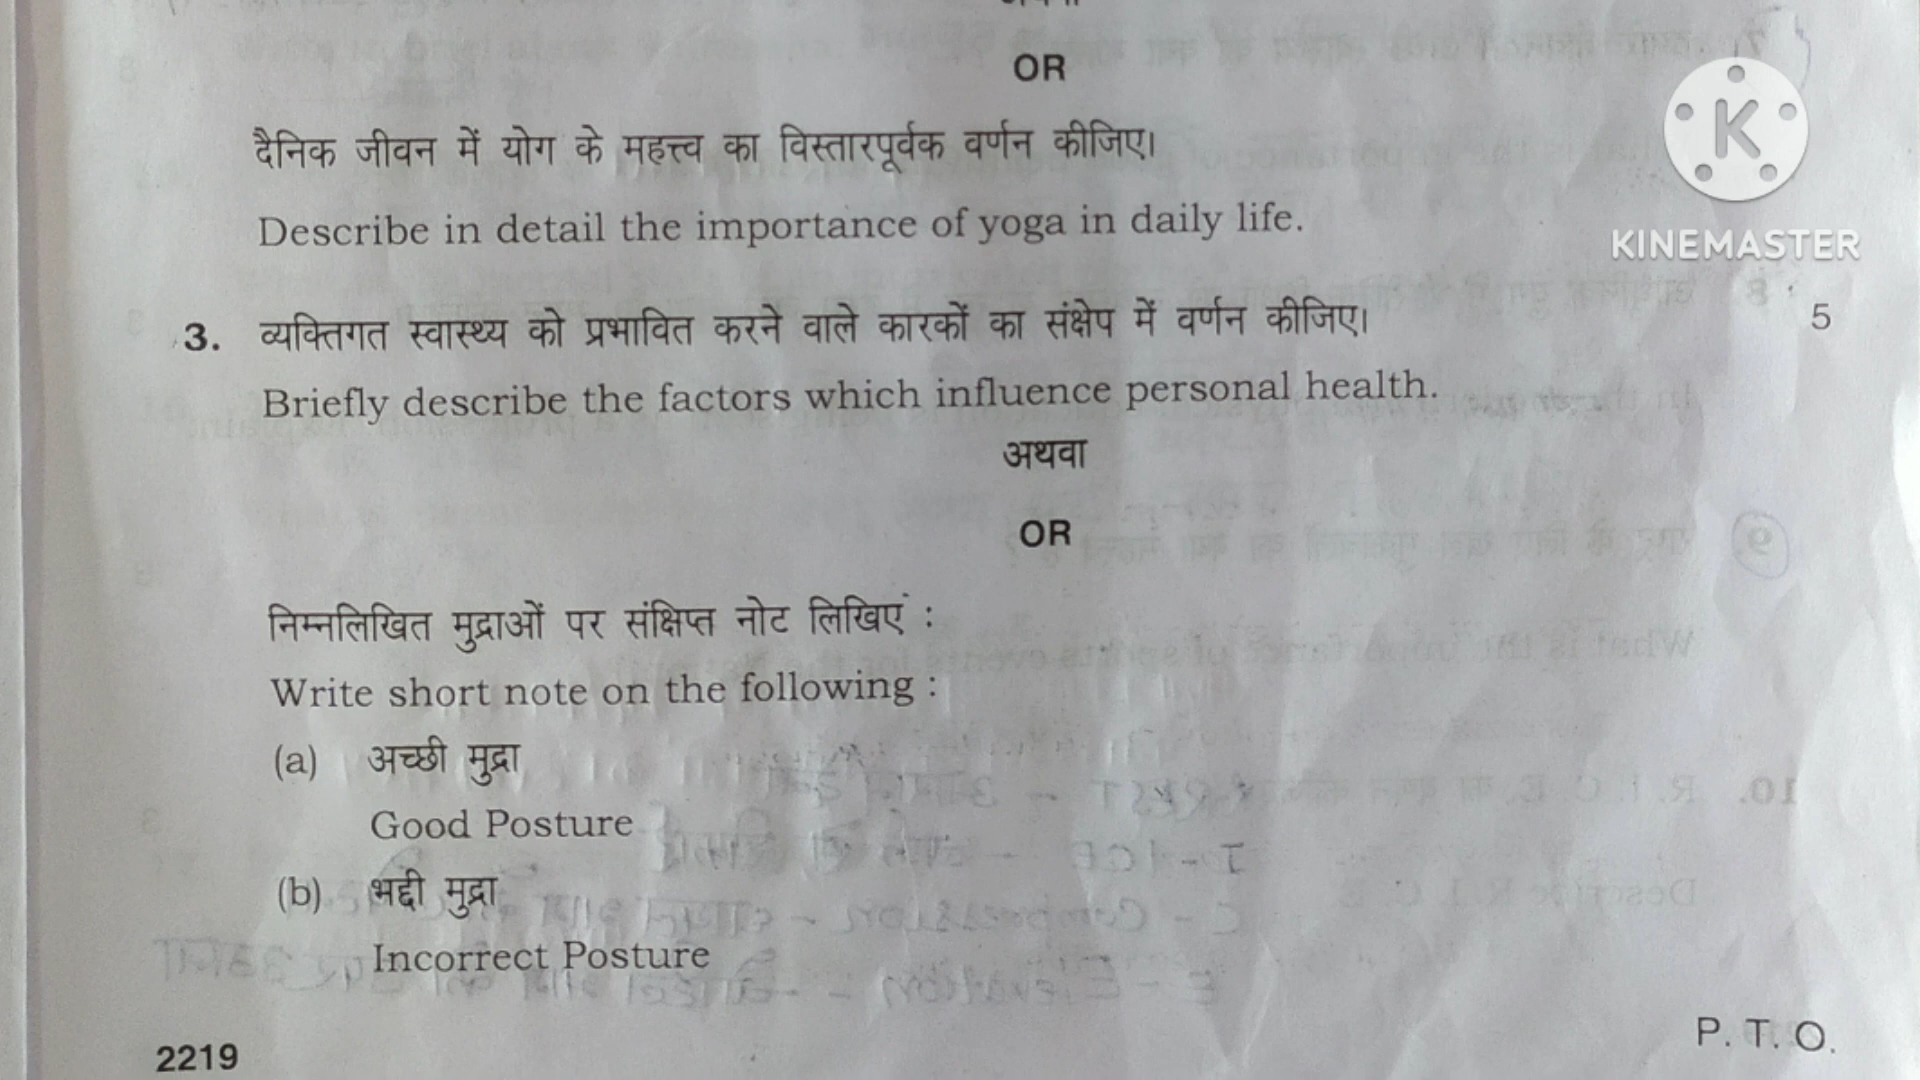 OR
दैनिक जीवन में योग के महत्त्व का विस्तारपूर्वक वर्णन कीजिए।
K
Describe in detail the importance of yoga in daily life.
KINEMASTER
3. व्यक्तिगत स्वास्थ्य को प्रभावित करने वाले कारकों का संक्षेप में वर्णन कीजिए। 5
Briefly describe the factors which influence personal health.
अथवा
OR
निम्नलिखित मुद्राओं पर संक्षिप्त नोट लिखिए :
Write short note on the following :
(a) अच्छी मुद्रा
Good Posture
(b) भद्दी मुद्रा
Incorrect Posture
2219
P. T. O.